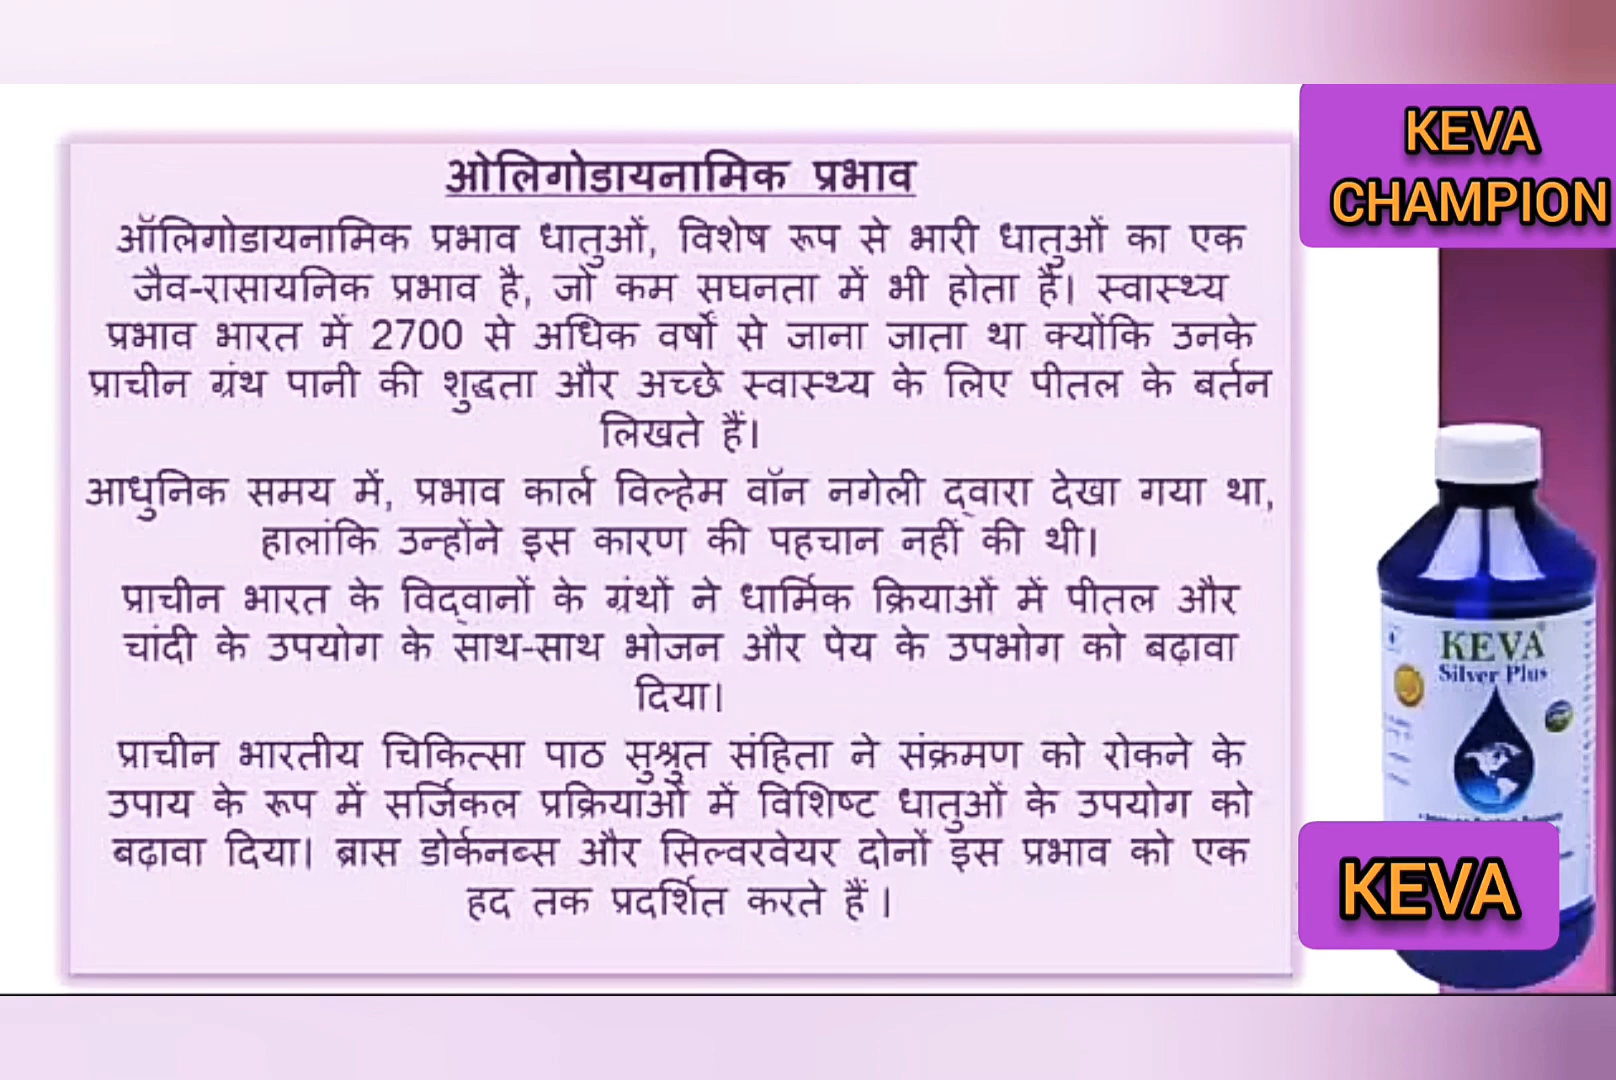 ओलिगोडायनामिक प्रभाव
ऑलिगोडायनामिक प्रभाव धातुओं, विशेष रूप से भारी धातुओं का एक
जैव-रासायनिक प्रभाव है, जो कम सघनता में भी होता है। स्वास्थ्य
प्रभाव भारत में 2700 से अधिक वर्षों से जाना जाता था क्योंकि उनके
प्राचीन ग्रंथ पानी की शुद्धता और अच्छे स्वास्थ्य के लिए पीतल के बर्तन
लिखते हैं।
आधुनिक समय में, प्रभाव कार्ल विल्हेम वॉन नगेली द्वारा देखा गया था,
हालांकि उन्होंने इस कारण की पहचान नहीं की थी।
प्राचीन भारत के विद्वानों के ग्रंथों ने धार्मिक क्रियाओं में पीतल और
चांदी के उपयोग के साथ-साथ भोजन और पेय के उपभोग को बढ़ावा
दिया।
प्राचीन भारतीय चिकित्सा पाठ सुश्रुत संहिता ने संक्रमण को रोकने के
उपाय के रूप में सर्जिकल प्रक्रियाओं में विशिष्ट धातुओं के उपयोग को
बढ़ावा दिया। ब्रास डोर्कनब्स और सिल्वरवेयर दोनों इस प्रभाव को एक
हद तक प्रदर्शित करते हैं ।
KEVA
CHAMPION
KEVA
Silver Plus
KEVA